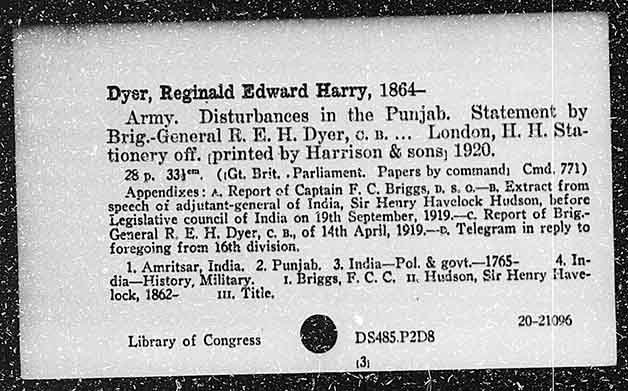 Dyer, Reginald Edward Harry, 1864–
Army. Disturbances in the Punjab. Statement by
Brig.-General R. E. H. Dyer, C. B. ... London, H. H. Sta-
tionery off. [printed by Harrison & sons] 1920.
28 p. 33½ᶜᵐ. ([Gt. Brit. . Parliament. Papers by command] Cmd. 771)
Appendixes: A. Report of Captain F. C. Briggs, D. S. O.—B. Extract from
speech of adjutant-general of India, Sir Henry Havelock Hudson, before
Legislative council of India on 19th September, 1919.—C. Report of Brig.-
General R. E. H. Dyer, C. B., of 14th April, 1919.—D. Telegram in reply to
foregoing from 16th division.
1. Amritsar, India. 2. Punjab. 3. India—Pol. & govt.—1765– 4. In-
dia—History, Military. I. Briggs, F. C. C. II. Hudson, Sir Henry Have-
lock, 1862– III. Title.
20-21096
Library of Congress DS485.P2D8
[3]